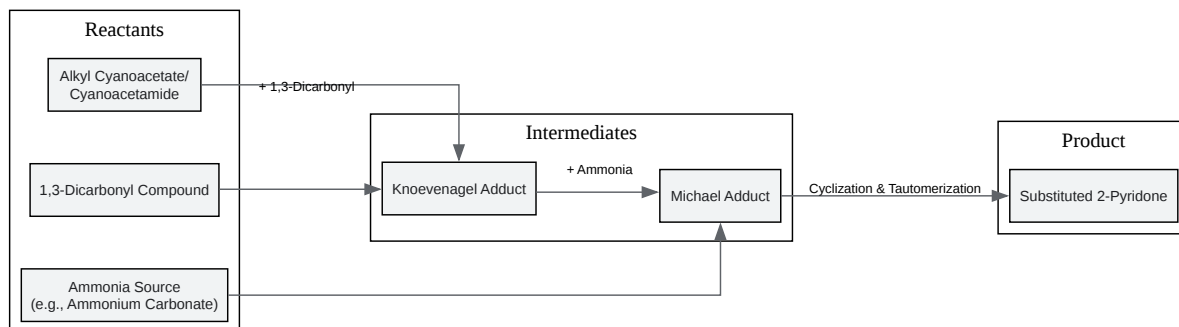 Reactants
Alkyl Cyanoacetate/
Cyanoacetamide
+ 1,3-Dicarbonyl
1,3-Dicarbonyl Compound
Ammonia Source
(e.g., Ammonium Carbonate)
Intermediates
Knoevenagel Adduct
+ Ammonia
Michael Adduct
Cyclization & Tautomerization
Product
Substituted 2-Pyridone